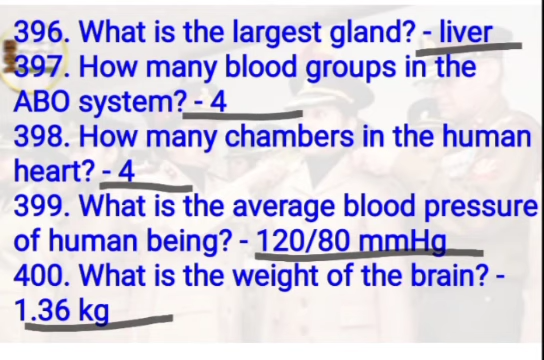 396. What is the largest gland? - liver
397. How many blood groups in the
ABO system? - 4
398. How many chambers in the human
heart? - 4
399. What is the average blood pressure
of human being? - 120/80 mmHg
400. What is the weight of the brain? -
1.36 kg